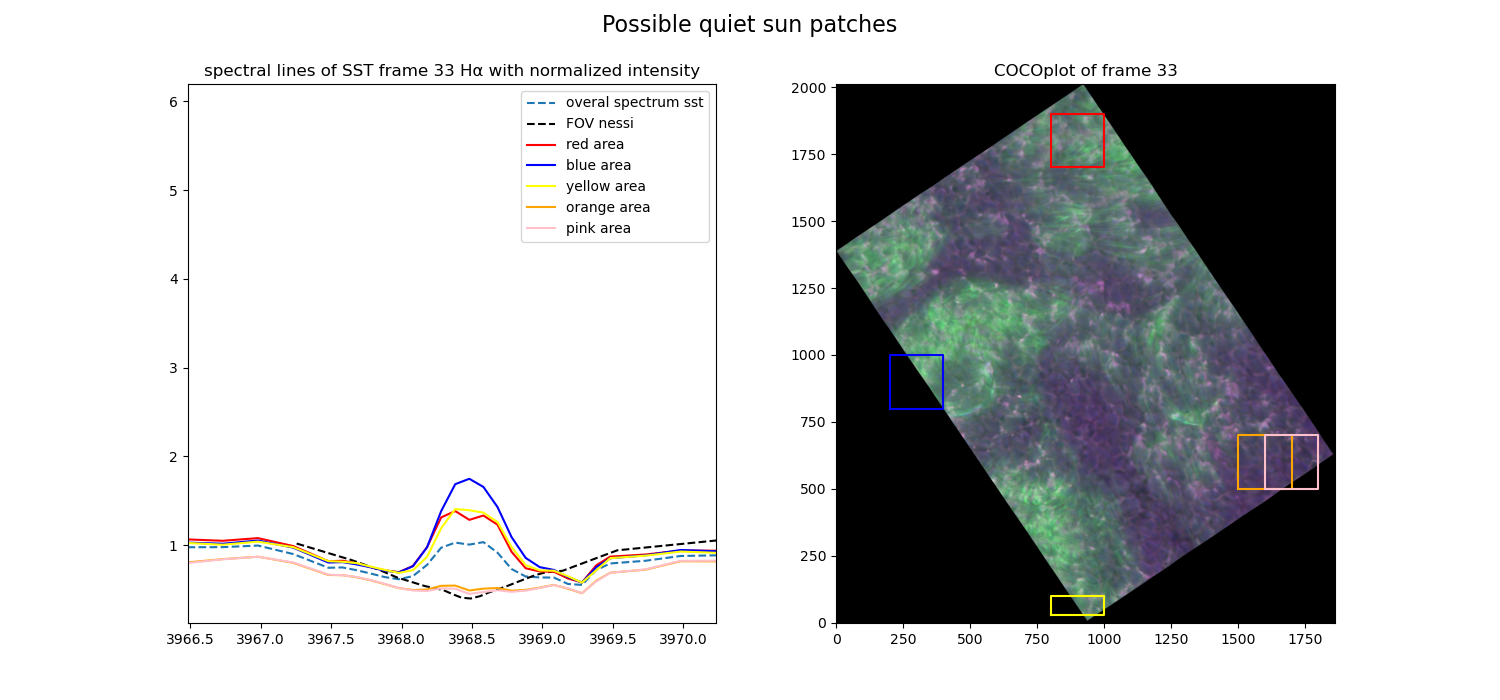 Possible quiet sun patches
spectral lines of SST frame 33 Hα with normalized intensity
6
5
4
3
2
1
3966.5 3967.0 3967.5 3968.0 3968.5 3969.0 3969.5 3970.0
overal spectrum sst
FOV nessi
red area
blue area
yellow area
orange area
pink area
COCOplot of frame 33
2000
1750
1500
1250
1000
750
500
250
0
0 250 500 750 1000 1250 1500 1750